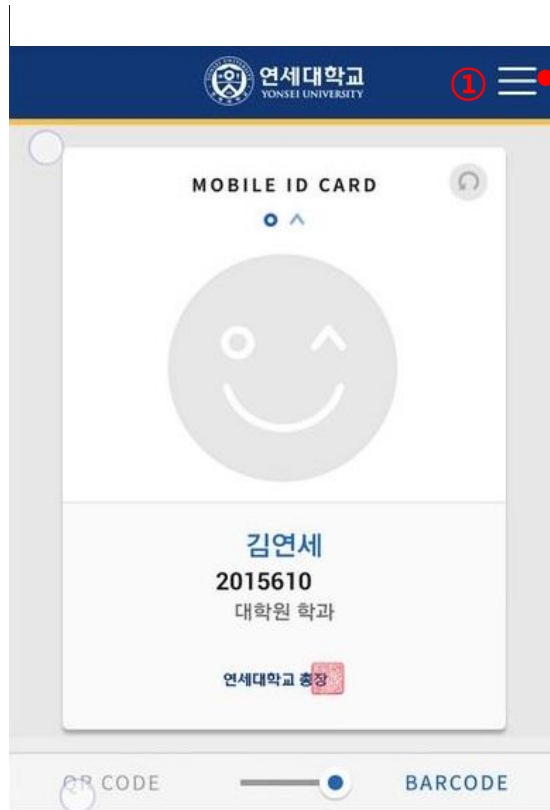 연세대학교
YONSEI UNIVERSITY
①
MOBILE ID CARD
김연세
2015610
대학원 학과
연세대학교 총장
QR CODE
BARCODE